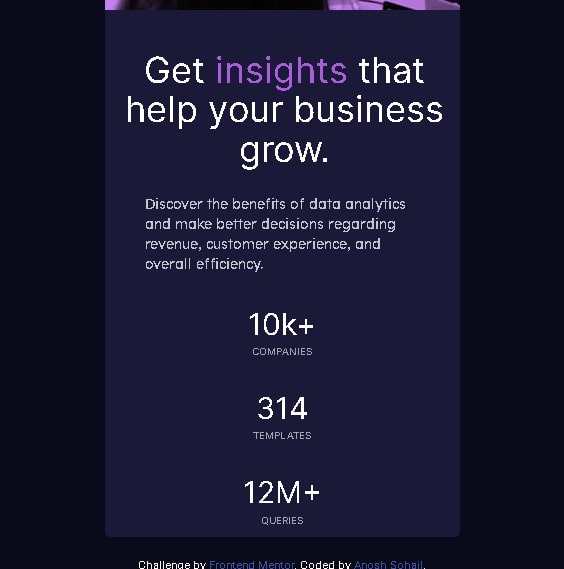 Get insights that
help your business
grow.
Discover the benefits of data analytics
and make better decisions regarding
revenue, customer experience, and
overall efficiency.
10k+
COMPANIES
314
TEMPLATES
12M+
QUERIES
Challenge by Frontend Mentor. Coded by Anosh Sohail.